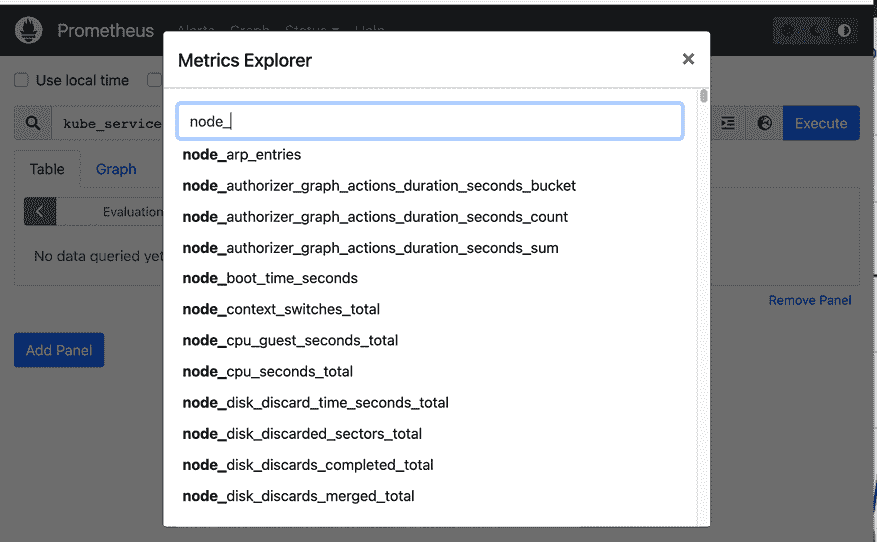 Prometheus Alerts Graph Status Help
Metrics Explorer ×
Use local time
node_
kube_service
Execute
node_arp_entries
Table Graph
node_authorizer_graph_actions_duration_seconds_bucket
node_authorizer_graph_actions_duration_seconds_count
Evaluation
node_authorizer_graph_actions_duration_seconds_sum
No data queried yet
node_boot_time_seconds
Remove Panel
node_context_switches_total
node_cpu_guest_seconds_total
Add Panel
node_cpu_seconds_total
node_disk_discard_time_seconds_total
node_disk_discarded_sectors_total
node_disk_discards_completed_total
node_disk_discards_merged_total